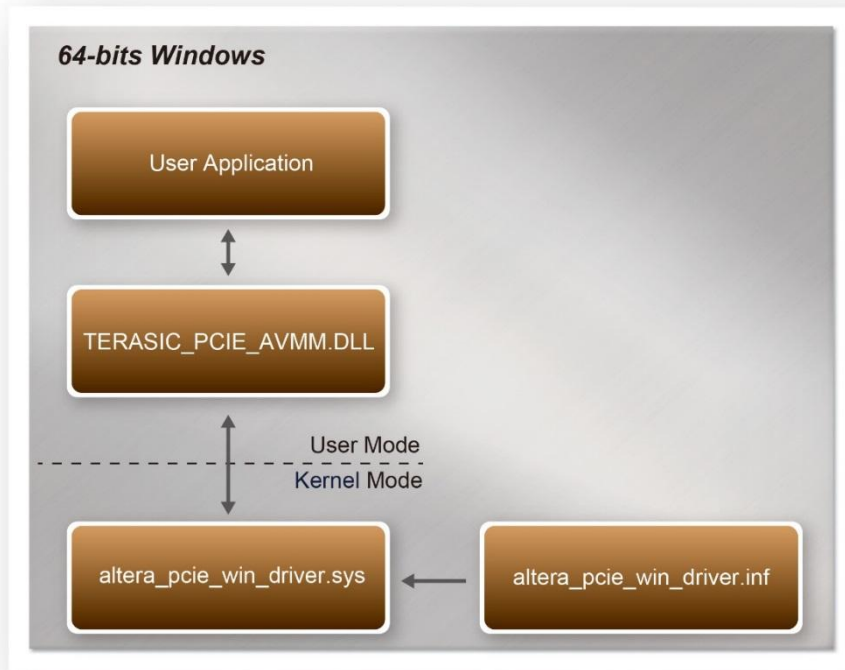 64-bits Windows
User Application
TERASIC_PCIE_AVMM.DLL
User Mode
Kernel Mode
altera_pcie_win_driver.sys
altera_pcie_win_driver.inf